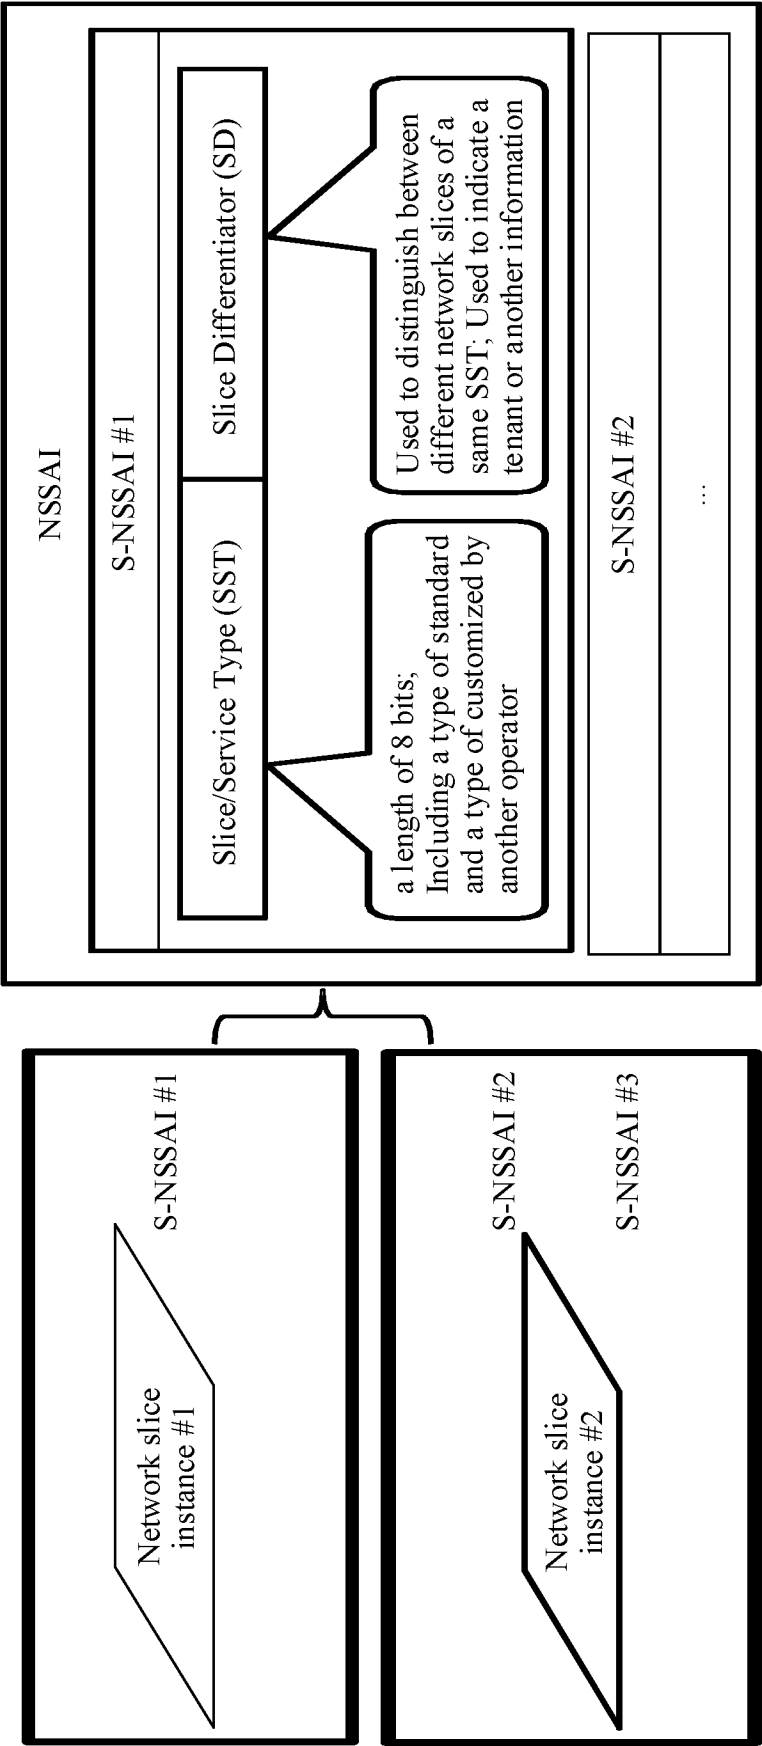 Network slice
instance #1
S-NSSAI #1
Network slice
instance #2
S-NSSAI #2
S-NSSAI #3
NSSAI
S-NSSAI #1
Slice/Service Type (SST)
Slice Differentiator (SD)
a length of 8 bits;
Including a type of standard
and a type of customized by
another operator
Used to distinguish between
different network slices of a
same SST; Used to indicate a
tenant or another information
S-NSSAI #2
...